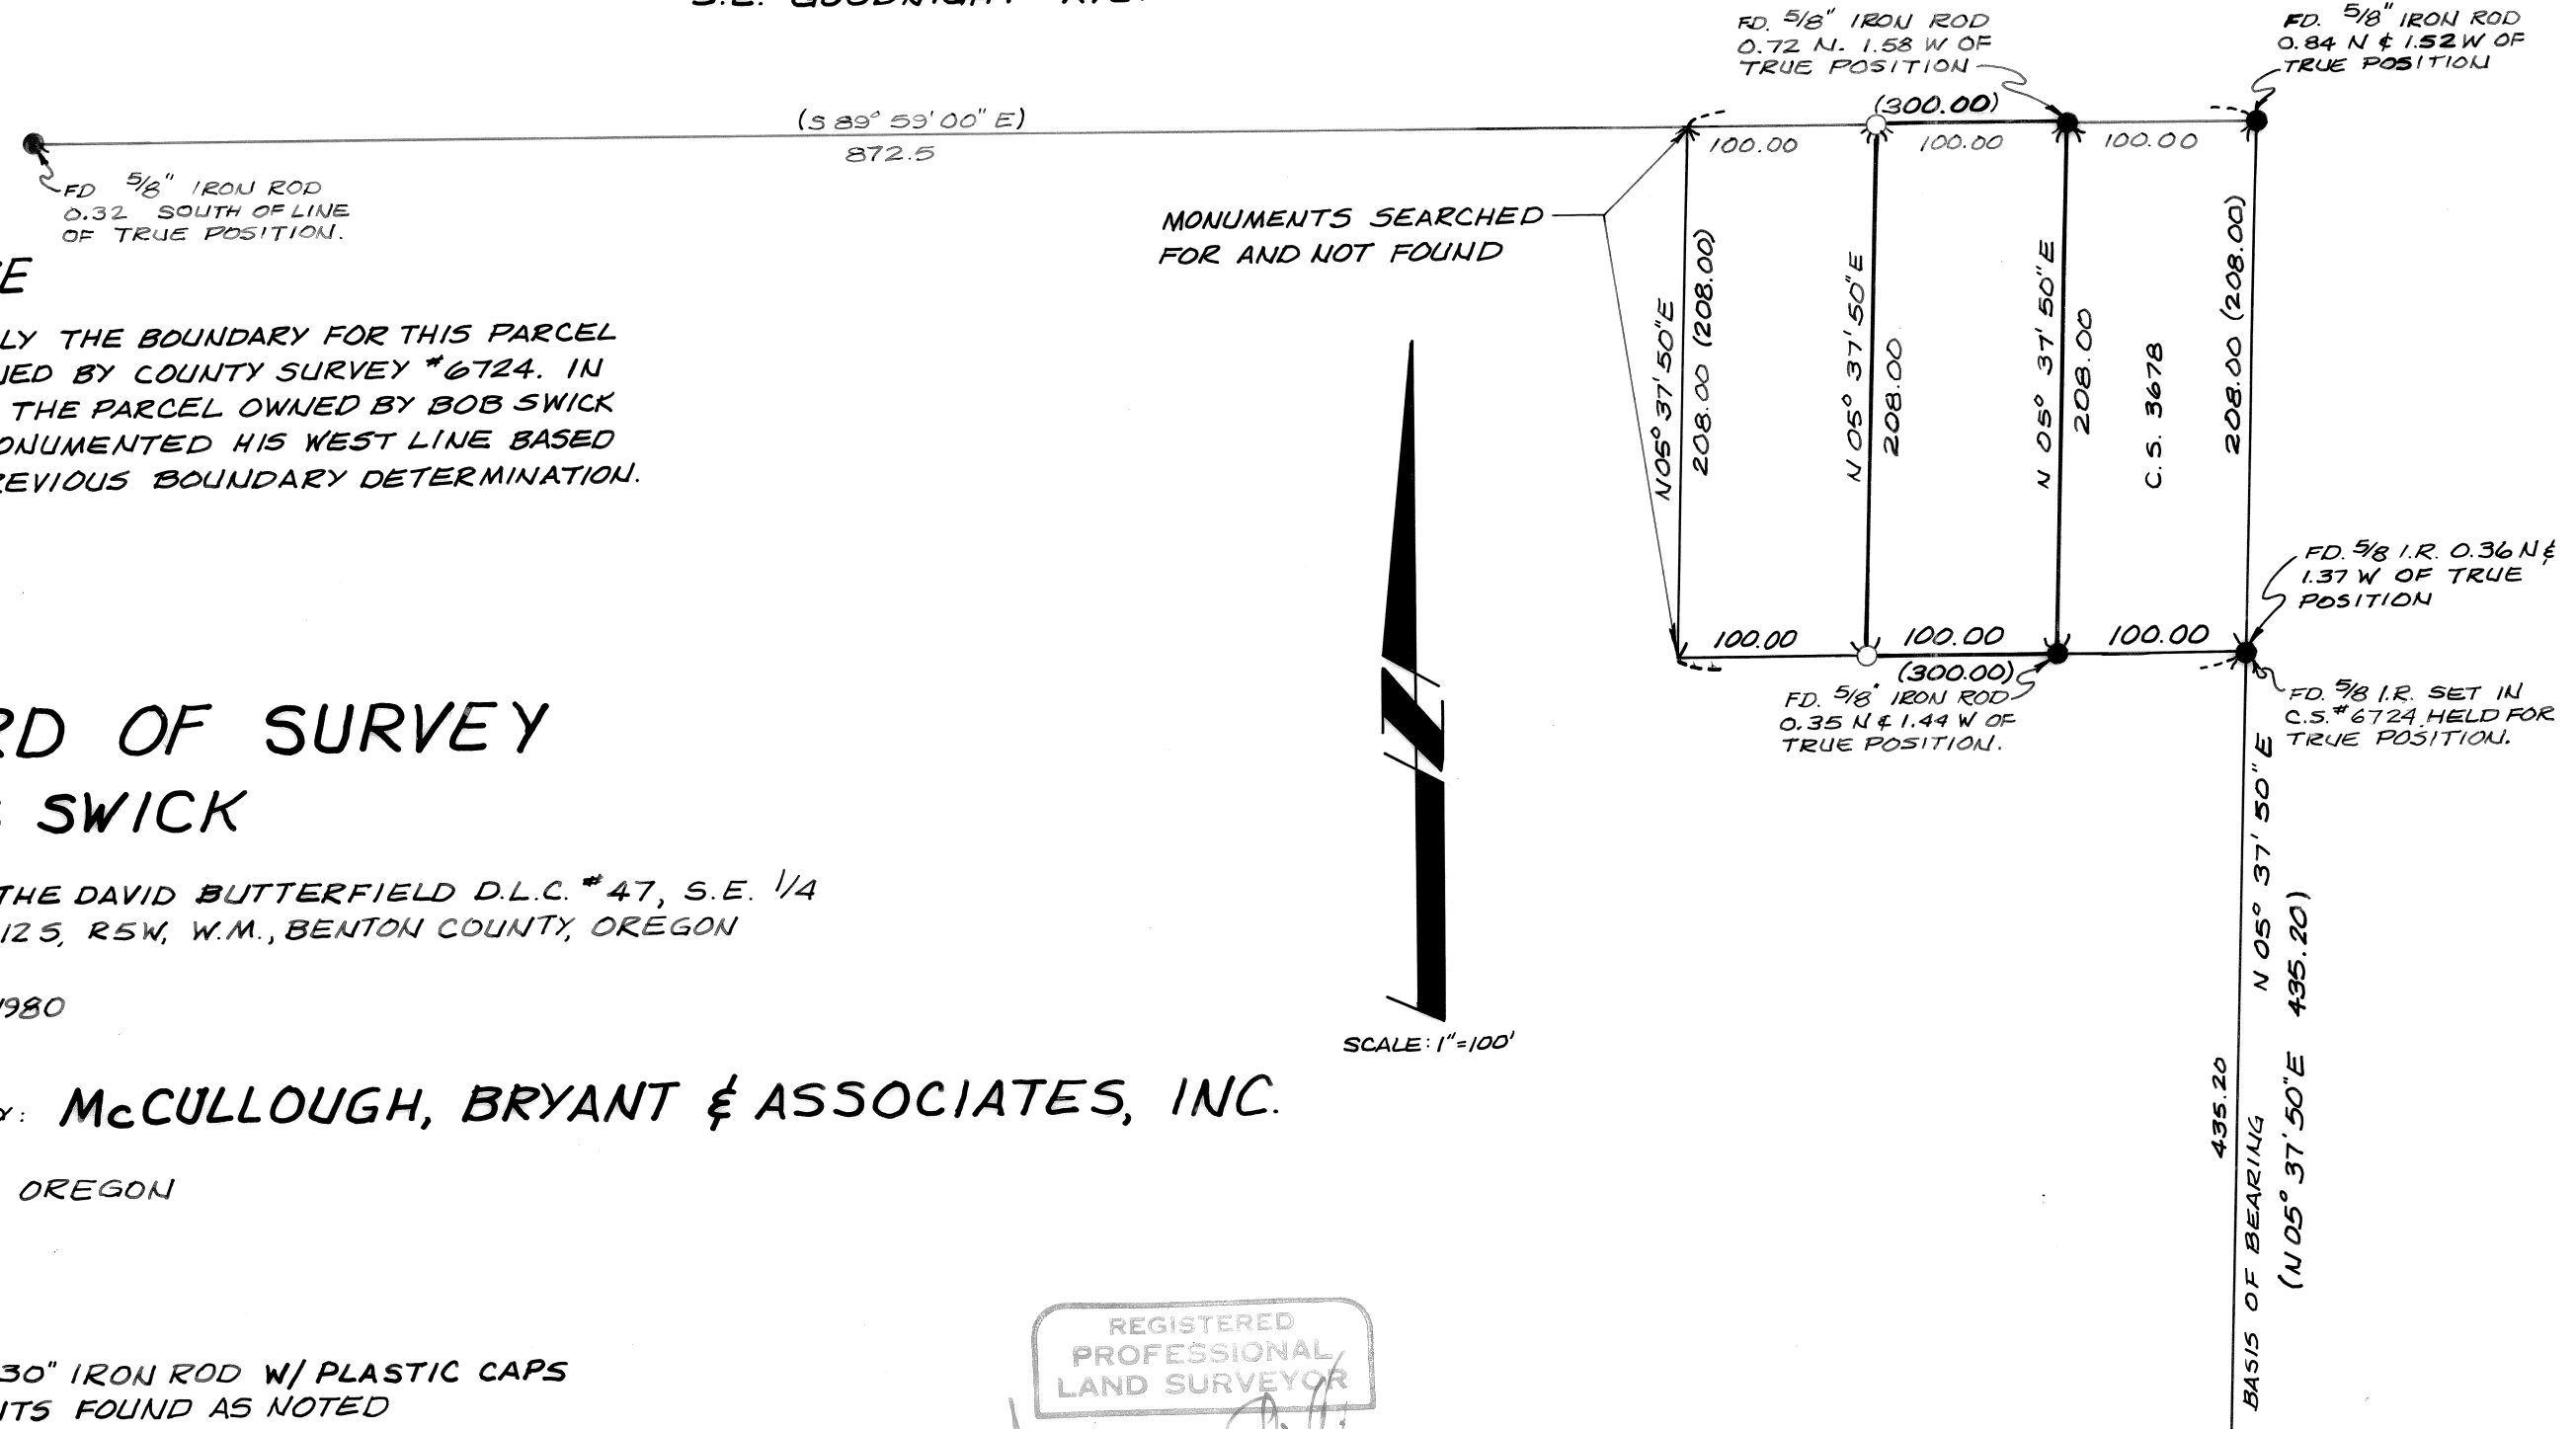 S.E. GOODNIGHT
FD. 5/8" IRON ROD
0.72 N. 1.58 W OF
TRUE POSITION
FD. 5/8" IRON ROD
0.84 N & 1.52 W OF
TRUE POSITION
(S 89° 59' 00" E)
872.5
(300.00)
100.00
100.00
100.00
FD 5/8" IRON ROD
0.32 SOUTH OF LINE
OF TRUE POSITION.
MONUMENTS SEARCHED
FOR AND NOT FOUND
N 05° 37' 50" E
208.00 (208.00)
N 05° 37' 50" E
208.00
N 05° 37' 50" E
208.00
C.S. 3678
208.00 (208.00)
E
LY THE BOUNDARY FOR THIS PARCEL
NED BY COUNTY SURVEY #6724. IN
THE PARCEL OWNED BY BOB SWICK
ONUMENTED HIS WEST LINE BASED
REVIOUS BOUNDARY DETERMINATION.
FD. 5/8 I.R. 0.36 N &
1.37 W OF TRUE
POSITION
100.00
100.00
100.00
(300.00)
FD. 5/8" IRON ROD
0.35 N & 1.44 W OF
TRUE POSITION.
FD. 5/8 I.R. SET IN
C.S.#6724 HELD FOR
TRUE POSITION.
RD OF SURVEY
SWICK
THE DAVID BUTTERFIELD D.L.C. #47, S.E. 1/4
12 S, R5W, W.M., BENTON COUNTY, OREGON
1980
SCALE: 1"=100'
Y: McCULLOUGH, BRYANT & ASSOCIATES, INC.
OREGON
N 05° 37' 50" E
435.20
BASIS OF BEARING
(N 05° 37' 50" E 435.20)
REGISTERED
PROFESSIONAL
LAND SURVEYOR
30" IRON ROD W/ PLASTIC CAPS
NTS FOUND AS NOTED